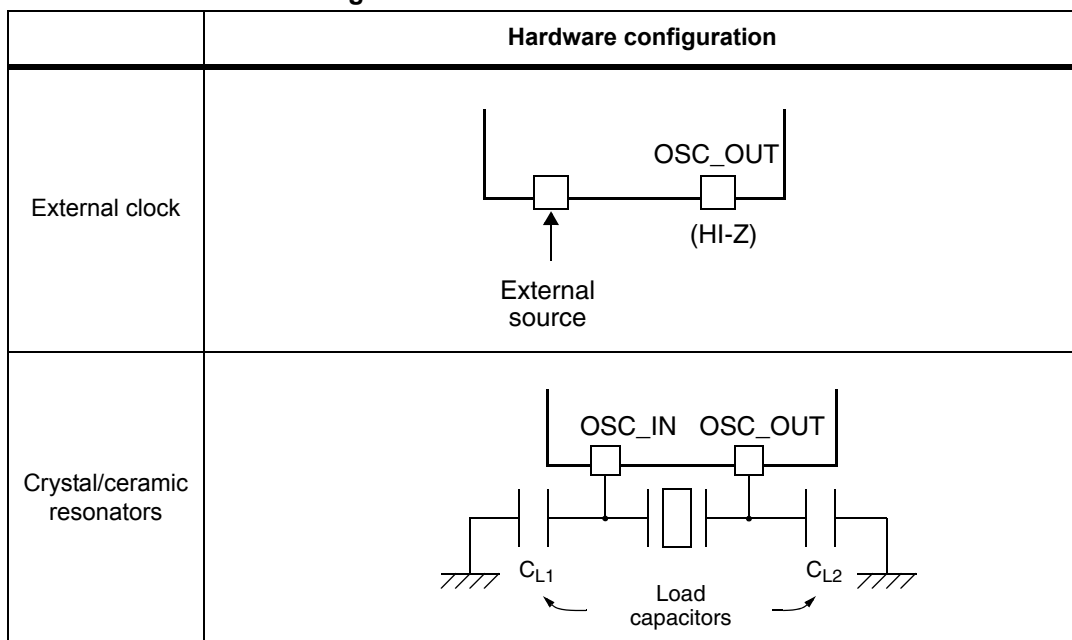 Hardware configuration
External clock
OSC_OUT
(HI-Z)
External
source
Crystal/ceramic
resonators
OSC_IN OSC_OUT
CL1
CL2
Load
capacitors